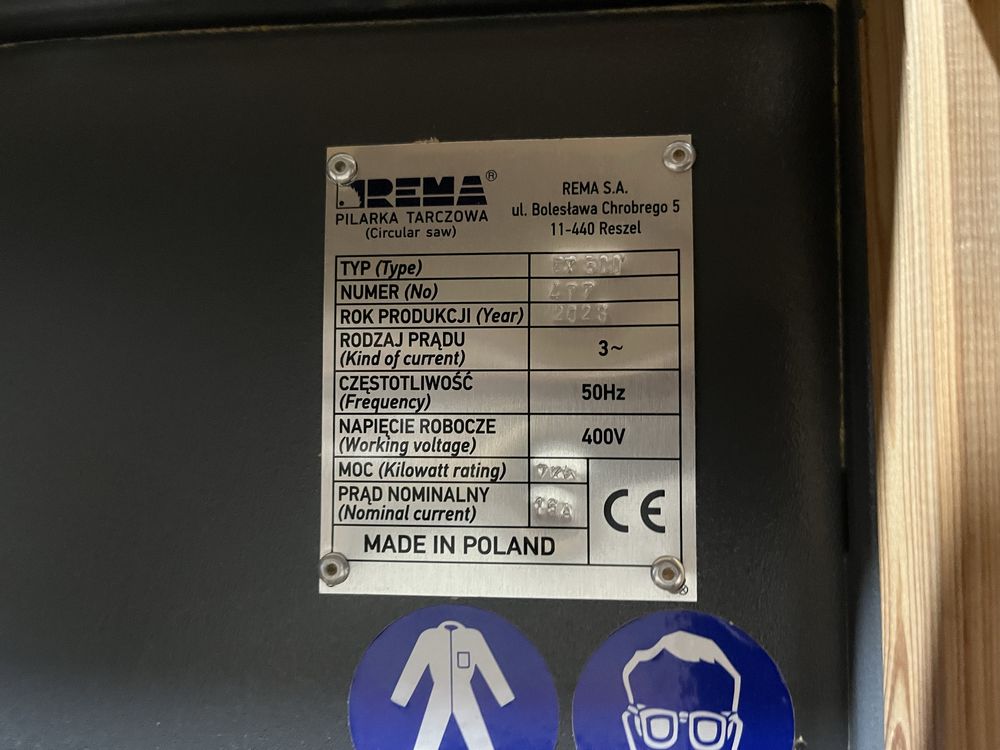 REMA®
PILARKA TARCZOWA
(Circular saw)
REMA S.A.
ul. Bolesława Chrobrego 5
11-440 Reszel
TYP (Type)
NUMER (No)
ROK PRODUKCJI (Year)
RODZAJ PRĄDU
(Kind of current)
3~
CZĘSTOTLIWOŚĆ
(Frequency)
50Hz
NAPIĘCIE ROBOCZE
(Working voltage)
400V
MOC (Kilowatt rating)
PRĄD NOMINALNY
(Nominal current)
CE
MADE IN POLAND